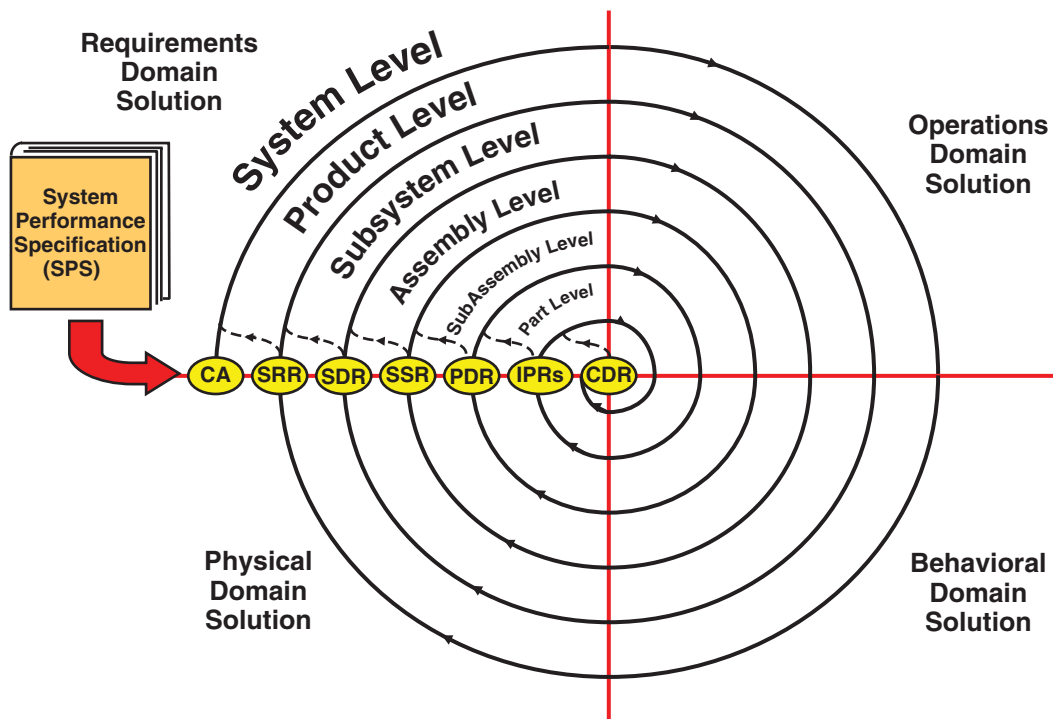 Requirements
Domain
Solution
System Level
Product Level
Subsystem Level
Assembly Level
SubAssembly Level
Part Level
Operations
Domain
Solution
System
Performance
Specification
(SPS)
CA
SRR
SDR
SSR
PDR
IPRs
CDR
Physical
Domain
Solution
Behavioral
Domain
Solution